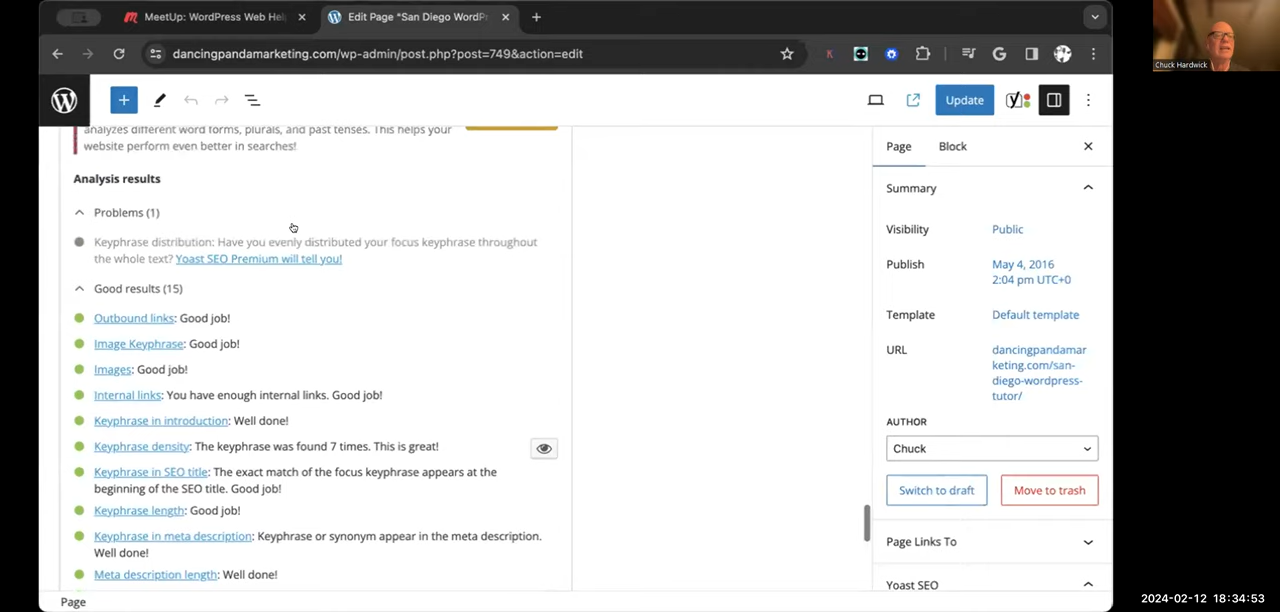 MeetUp: WordPress Web Hel
Edit Page "San Diego WordPr
dancingpandamarketing.com/wp-admin/post.php?post=749&action=edit
Chuck Hardwick
Update
analyzes different word forms, plurals, and past tenses. This helps your
website perform even better in searches!
Analysis results
Problems (1)
Keyphrase distribution: Have you evenly distributed your focus keyphrase throughout
the whole text? Yoast SEO Premium will tell you!
Good results (15)
Outbound links: Good job!
Image Keyphrase: Good job!
Images: Good job!
Internal links: You have enough internal links. Good job!
Keyphrase in introduction: Well done!
Keyphrase density: The keyphrase was found 7 times. This is great!
Keyphrase in SEO title: The exact match of the focus keyphrase appears at the
beginning of the SEO title. Good job!
Keyphrase length: Good job!
Keyphrase in meta description: Keyphrase or synonym appear in the meta description.
Well done!
Meta description length: Well done!
Page
Page Block
Summary
Visibility Public
Publish May 4, 2016
2:04 pm UTC+0
Template Default template
URL dancingpandamar
keting.com/san-
diego-wordpress-
tutor/
AUTHOR
Chuck
Switch to draft Move to trash
Page Links To
Yoast SEO
2024-02-12 18:34:53